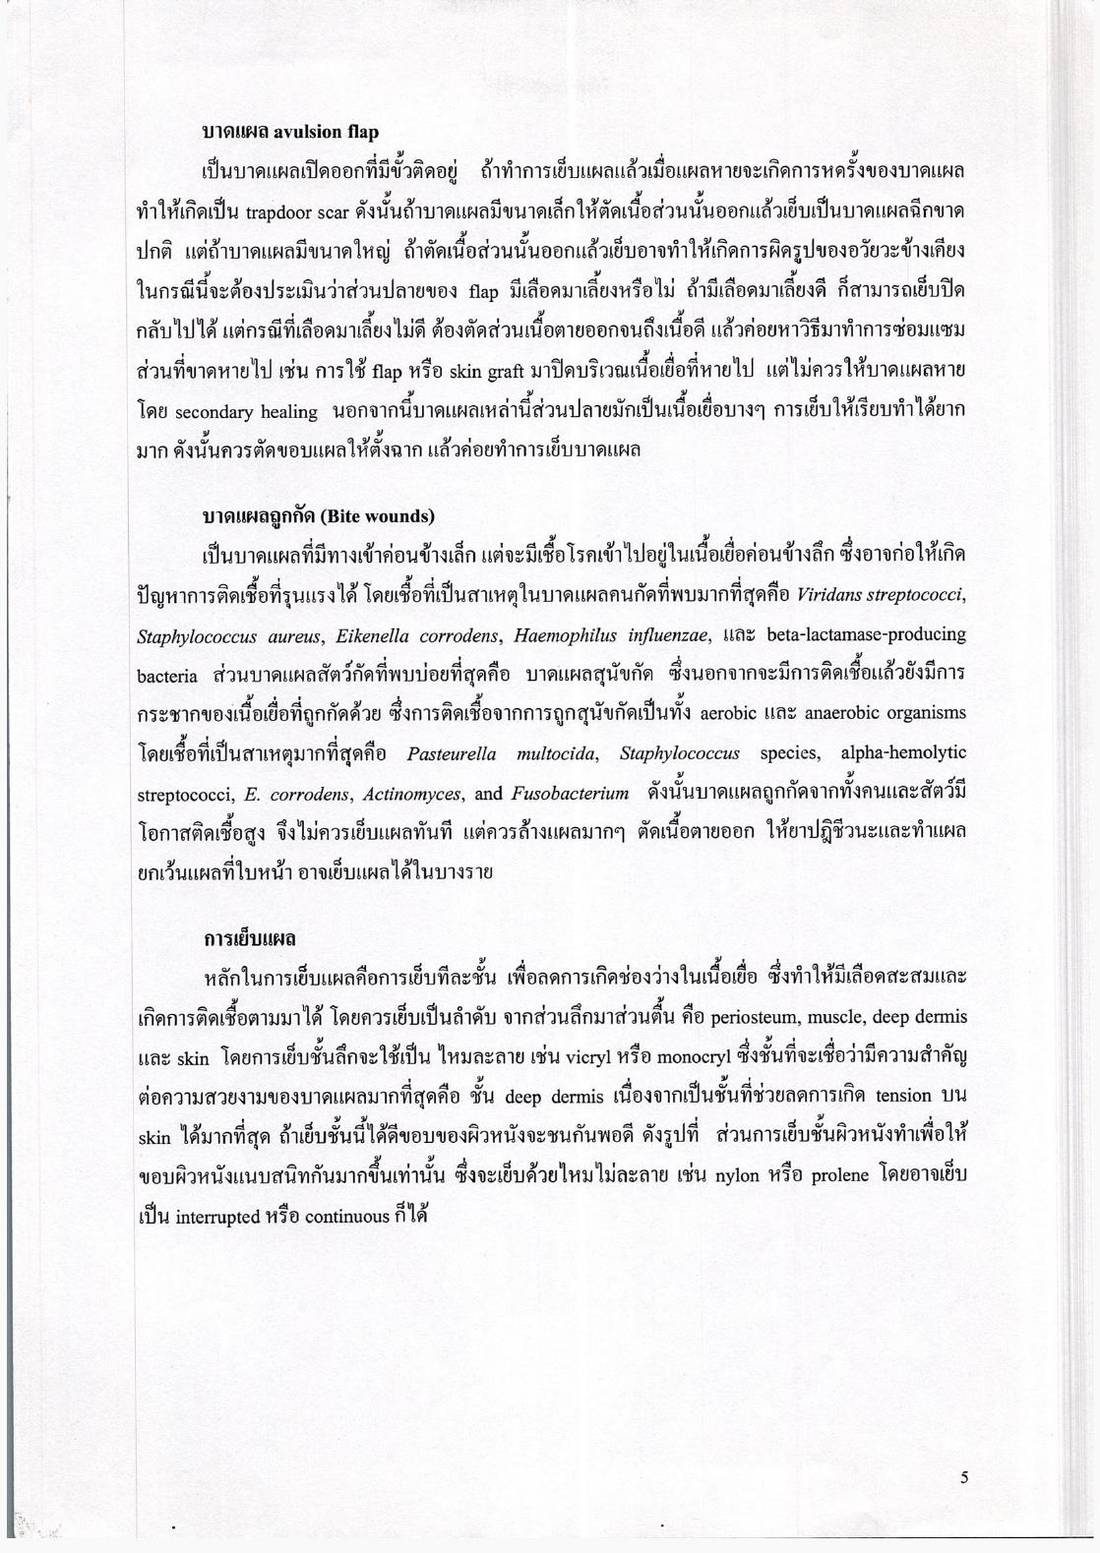 บาดแผล avulsion flap
เป็นบาดแผลเปิดออกที่มีขั้วติดอยู่ ถ้าทำการเย็บแผลแล้วเมื่อแผลหายจะเกิดการหดรั้งของบาดแผล
ทำให้เกิดเป็น trapdoor scar ดังนั้นถ้าบาดแผลมีขนาดเล็กให้ตัดเนื้อส่วนนั้นออกแล้วเย็บเป็นบาดแผลฉีกขาด
ปกติ แต่ถ้าบาดแผลมีขนาดใหญ่ ถ้าตัดเนื้อส่วนนั้นออกแล้วเย็บอาจทำให้เกิดการผิดรูปของอวัยวะข้างเคียง
ในกรณีนี้จะต้องประเมินว่าส่วนปลายของ flap มีเลือดมาเลี้ยงหรือไม่ ถ้ามีเลือดมาเลี้ยงดี ก็สามารถเย็บปิด
กลับไปได้ แต่กรณีที่เลือดมาเลี้ยงไม่ดี ต้องตัดส่วนเนื้อตายออกจนถึงเนื้อดี แล้วค่อยหาวิธีมาทำการซ่อมแซม
ส่วนที่ขาดหายไป เช่น การใช้ flap หรือ skin graft มาปิดบริเวณเนื้อเยื่อที่หายไป แต่ไม่ควรให้บาดแผลหาย
โดย secondary healing นอกจากนี้บาดแผลเหล่านี้ส่วนปลายมักเป็นเนื้อเยื่อบางๆ การเย็บให้เรียบทำได้ยาก
มาก ดังนั้นควรตัดขอบแผลให้ตั้งฉาก แล้วค่อยทำการเย็บบาดแผล
บาดแผลถูกกัด (Bite wounds)
เป็นบาดแผลที่มีทางเข้าค่อนข้างเล็ก แต่จะมีเชื้อโรคเข้าไปอยู่ในเนื้อเยื่อค่อนข้างลึก ซึ่งอาจก่อให้เกิด
ปัญหาการติดเชื้อที่รุนแรงได้ โดยเชื้อที่เป็นสาเหตุในบาดแผลคนกัดที่พบมากที่สุดคือ Viridans streptococci,
Staphylococcus aureus, Eikenella corrodens, Haemophilus influenzae, และ beta-lactamase-producing
bacteria ส่วนบาดแผลสัตว์กัดที่พบบ่อยที่สุดคือ บาดแผลสุนัขกัด ซึ่งนอกจากจะมีการติดเชื้อแล้วยังมีการ
กระชากของเนื้อเยื่อที่ถูกกัดด้วย ซึ่งการติดเชื้อจากการถูกสุนัขกัดเป็นทั้ง aerobic และ anaerobic organisms
โดยเชื้อที่เป็นสาเหตุมากที่สุดคือ Pasteurella multocida, Staphylococcus species, alpha-hemolytic
streptococci, E. corrodens, Actinomyces, and Fusobacterium ดังนั้นบาดแผลถูกกัดจากทั้งคนและสัตว์มี
โอกาสติดเชื้อสูง จึงไม่ควรเย็บแผลทันที แต่ควรล้างแผลมากๆ ตัดเนื้อตายออก ให้ยาปฏิชีวนะและทำแผล
ยกเว้นแผลที่ใบหน้า อาจเย็บแผลได้ในบางราย
การเย็บแผล
หลักในการเย็บแผลคือการเย็บทีละชั้น เพื่อลดการเกิดช่องว่างในเนื้อเยื่อ ซึ่งทำให้มีเลือดสะสมและ
เกิดการติดเชื้อตามมาได้ โดยควรเย็บเป็นลำดับ จากส่วนลึกมาส่วนตื้น คือ periosteum, muscle, deep dermis
และ skin โดยการเย็บชั้นลึกจะใช้เป็น ไหมละลาย เช่น vicryl หรือ monocryl ซึ่งชั้นที่จะเชื่อว่ามีความสำคัญ
ต่อความสวยงามของบาดแผลมากที่สุดคือ ชั้น deep dermis เนื่องจากเป็นชั้นที่ช่วยลดการเกิด tension บน
skin ได้มากที่สุด ถ้าเย็บชั้นนี้ได้ดีขอบของผิวหนังจะชนกันพอดี ดังรูปที่ ส่วนการเย็บชั้นผิวหนังทำเพื่อให้
ขอบผิวหนังแนบสนิทกันมากขึ้นเท่านั้น ซึ่งจะเย็บด้วยไหมไม่ละลาย เช่น nylon หรือ prolene โดยอาจเย็บ
เป็น interrupted หรือ continuous ก็ได้
5